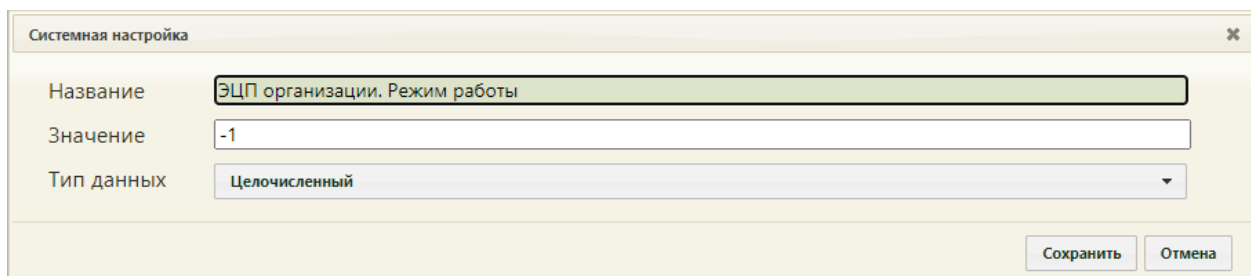 Системная настройка
Название ЭЦП организации. Режим работы
Значение -1
Тип данных Целочисленный
Сохранить Отмена